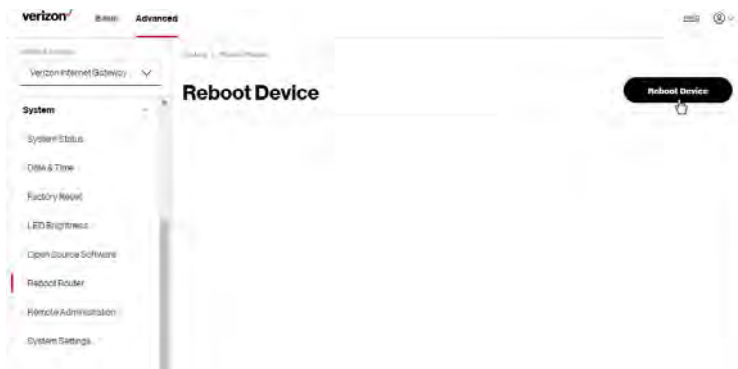 verizon
Basic Advanced
Verizon Internet Gateway
Reboot Device
Reboot Device
System
System Status
Date & Time
Factory Reset
LED Brightness
Open Source Software
Reboot Router
Remote Administration
System Settings